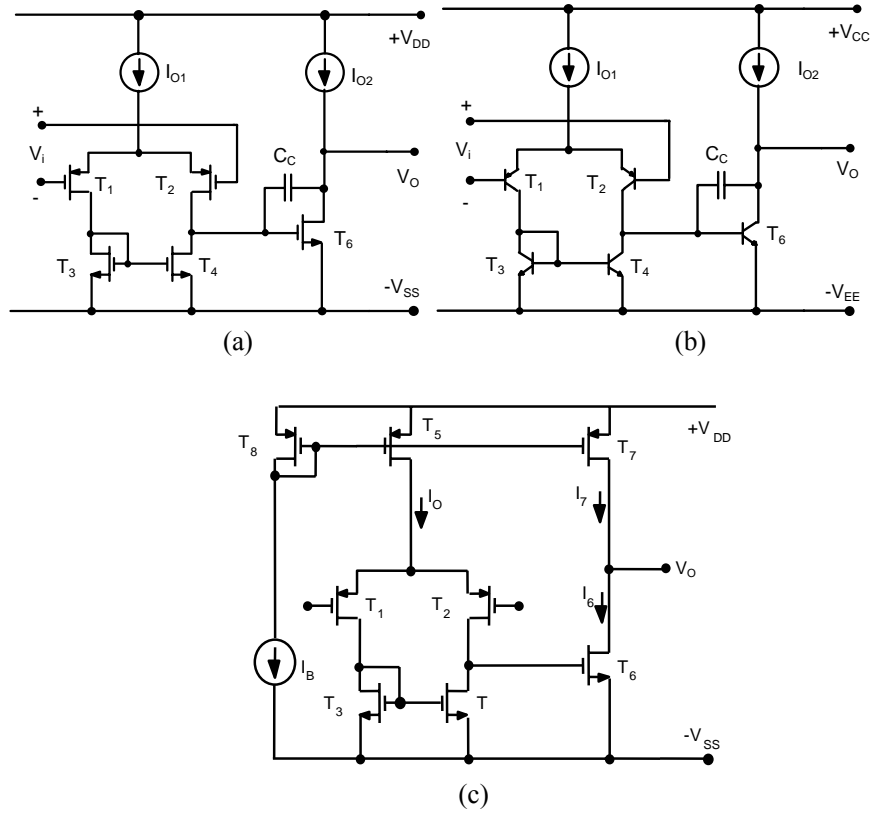 +V_DD
I_O1
I_O2
+
V_i
-
T_1
T_2
C_C
V_O
T_6
T_3
T_4
-V_SS
(a)
+V_CC
I_O1
I_O2
+
V_i
-
T_1
T_2
C_C
V_O
T_6
T_3
T_4
-V_EE
(b)
+V_DD
T_8
T_5
T_7
I_O
I_7
V_O
T_1
T_2
I_6
I_B
T_6
T_3
T
-V_SS
(c)